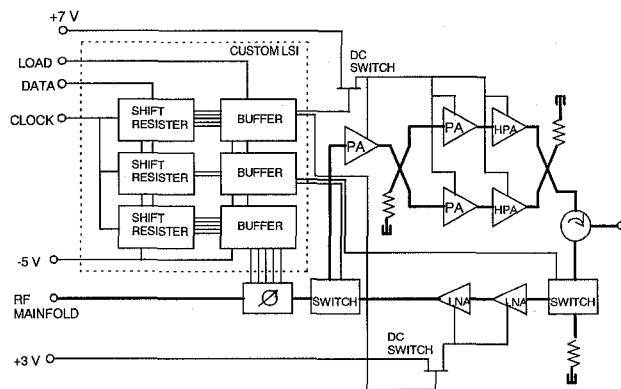 +7 V
CUSTOM LSI
LOAD
DATA
CLOCK
DC
SWITCH
SHIFT
RESISTER
BUFFER
SHIFT
RESISTER
BUFFER
SHIFT
RESISTER
BUFFER
PA
PA
HPA
PA
HPA
-5 V
RF
MAINFOLD
SWITCH
LNA
LNA
SWITCH
DC
SWITCH
+3 V